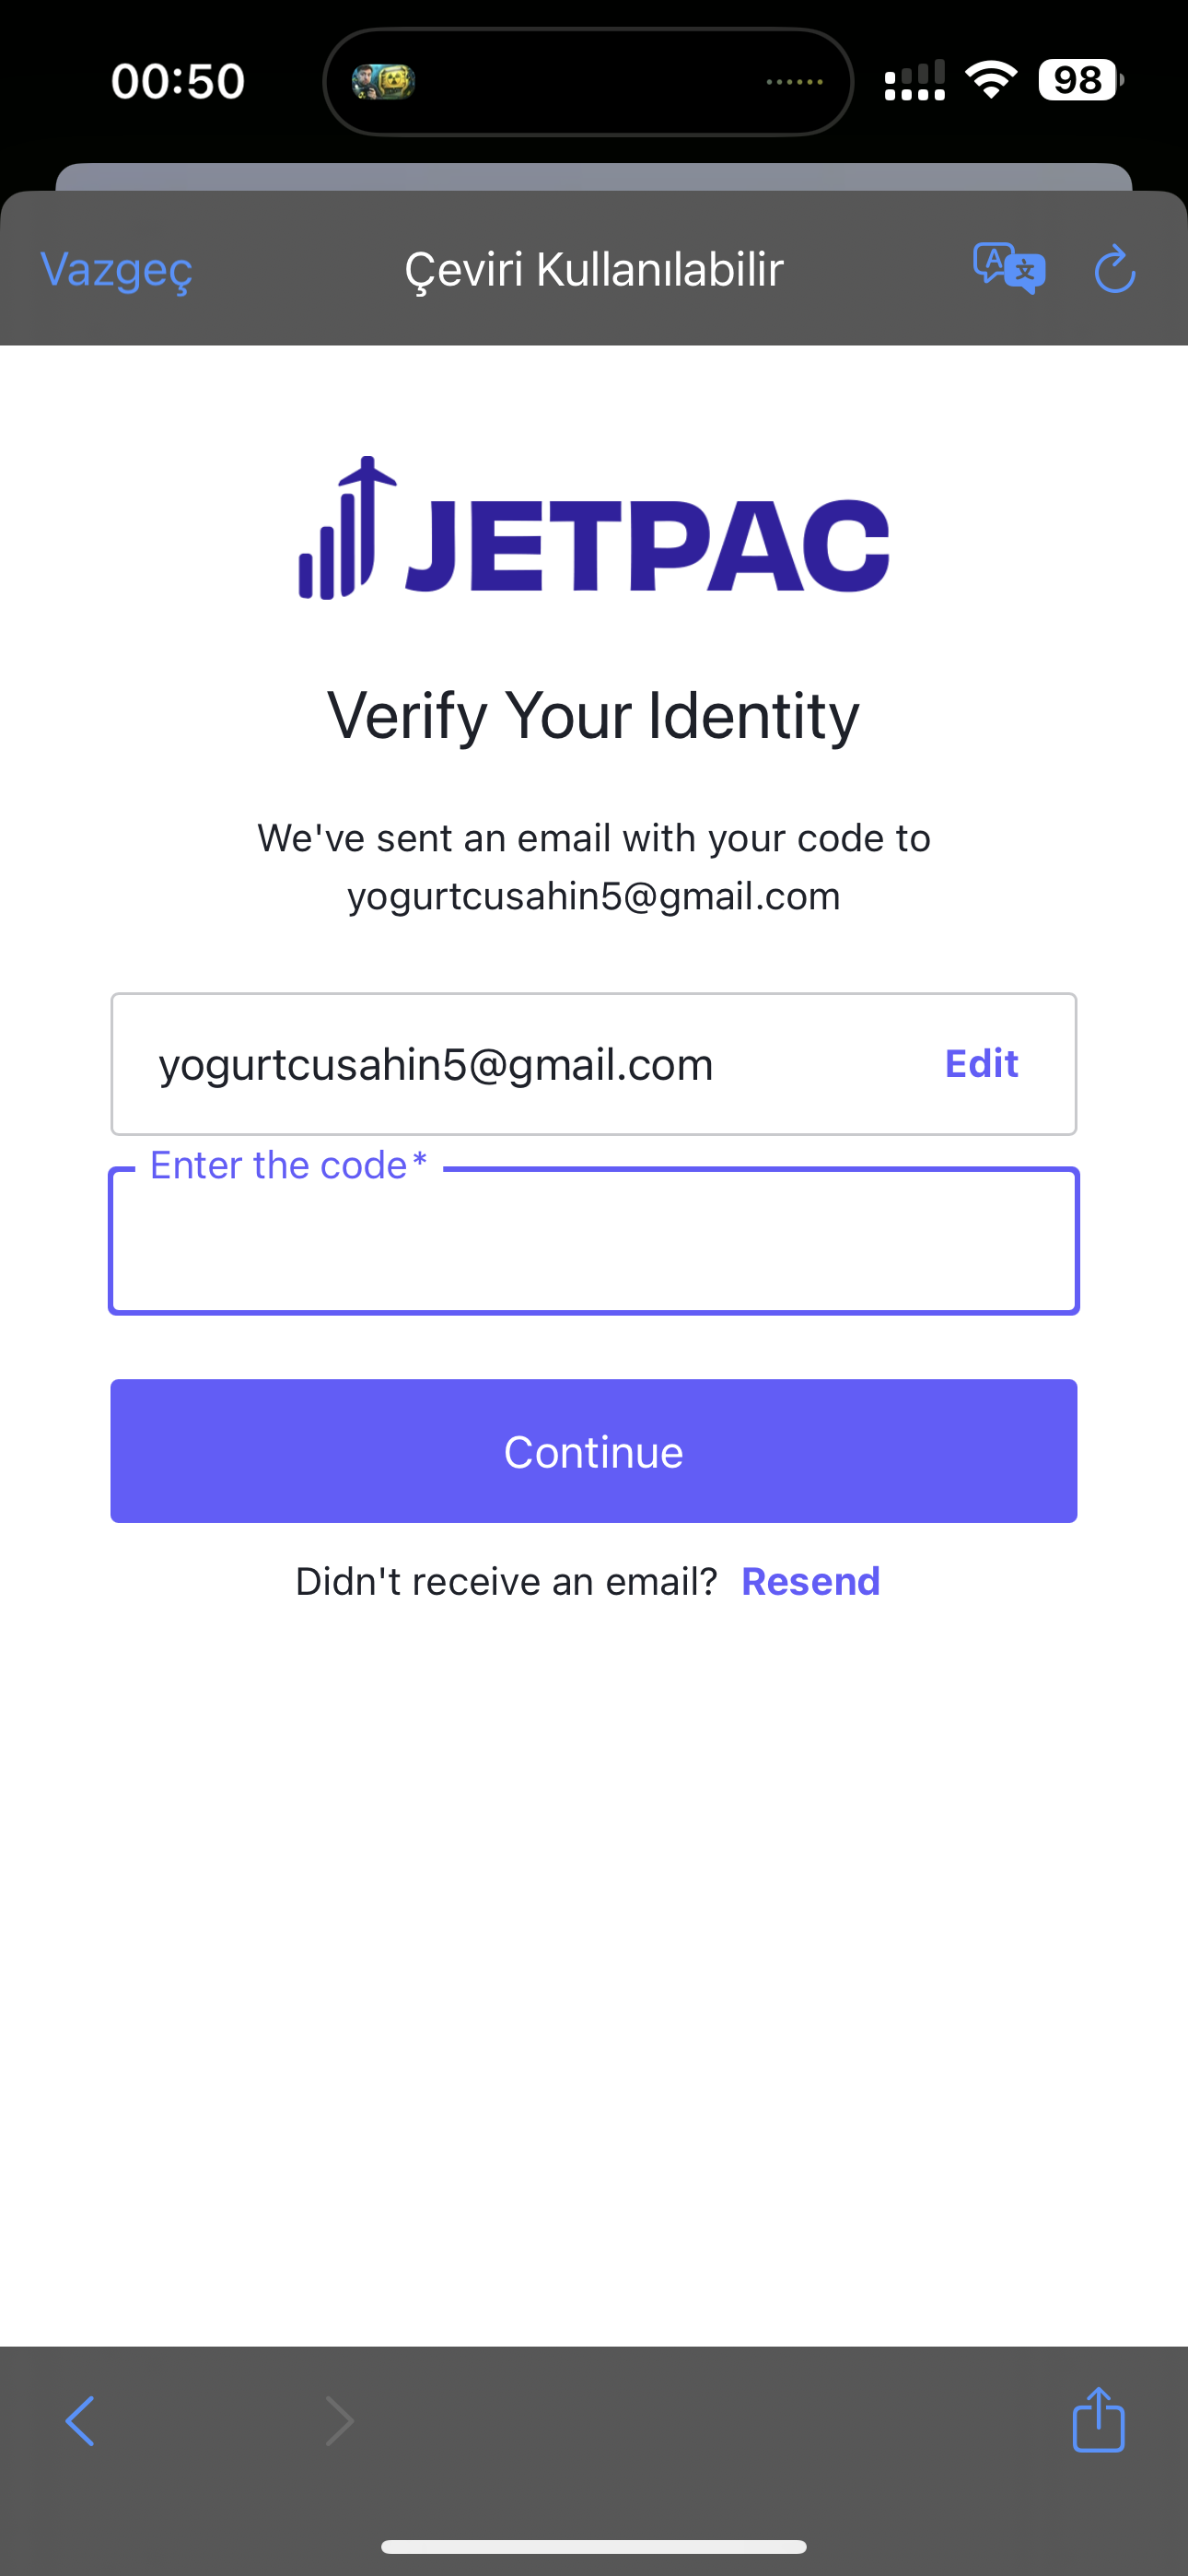 00:50
98
Vazgeç
Çeviri Kullanılabilir
JETPAC
Verify Your Identity
We've sent an email with your code to
yogurtcusahin5@gmail.com
yogurtcusahin5@gmail.com
Edit
Enter the code*
Continue
Didn't receive an email? Resend